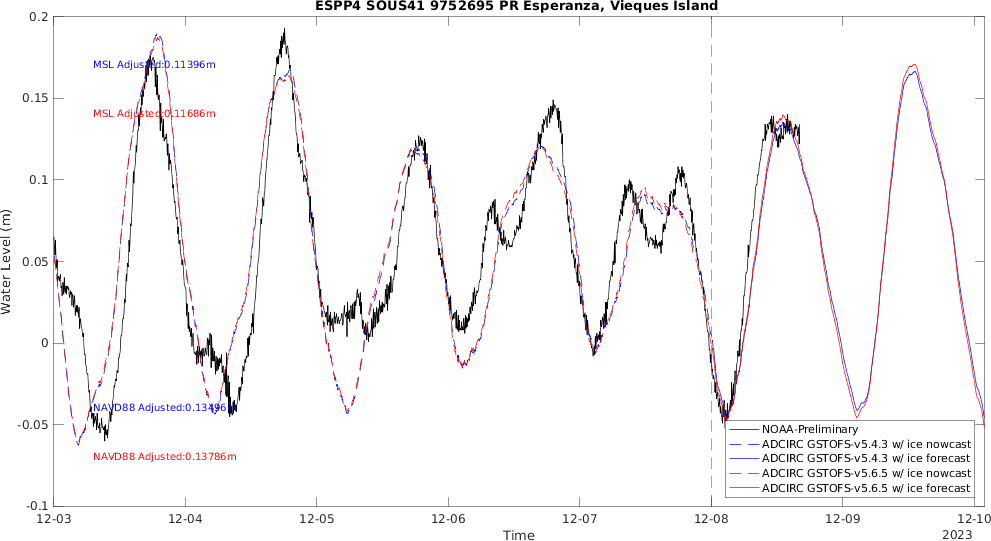 ESPP4 SOUS41 9752695 PR Esperanza, Vieques Island
0.2
MSL Adjusted:0.11396m
0.15
MSL Adjusted:0.11686m
0.1
0.05
Water Level (m)
0
NAVD88 Adjusted:0.13496m
-0.05
NAVD88 Adjusted:0.13786m
NOAA-Preliminary
ADCIRC GSTOFS-v5.4.3 w/ ice nowcast
ADCIRC GSTOFS-v5.4.3 w/ ice forecast
ADCIRC GSTOFS-v5.6.5 w/ ice nowcast
ADCIRC GSTOFS-v5.6.5 w/ ice forecast
-0.1
12-03 12-04 12-05 12-06 12-07 12-08 12-09 12-10
Time
2023